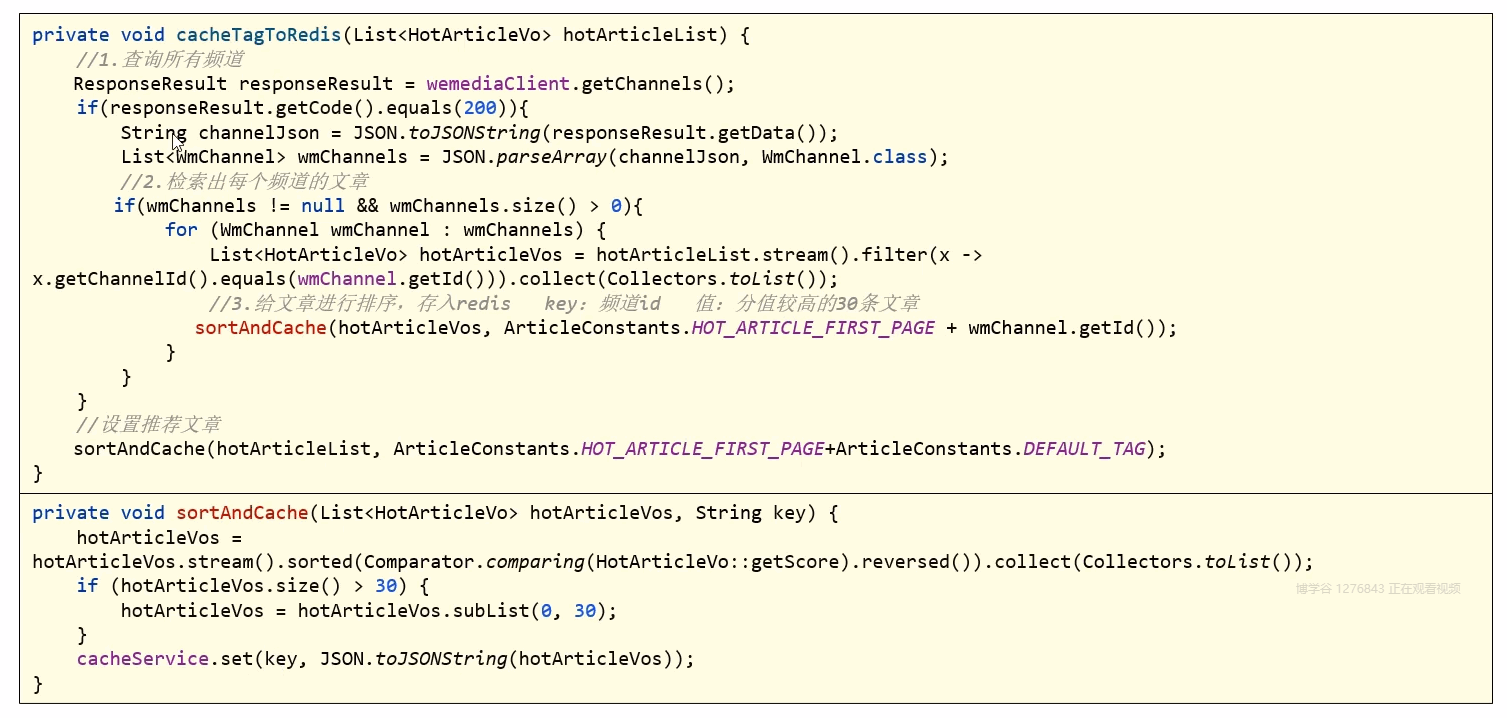 private void cacheTagToRedis(List<HotArticleVo> hotArticleList) {
    //1.查询所有频道
    ResponseResult responseResult = wemediaClient.getChannels();
    if(responseResult.getCode().equals(200)){
        String channelJson = JSON.toJSONString(responseResult.getData());
        List<WmChannel> wmChannels = JSON.parseArray(channelJson, WmChannel.class);
        //2.检索出每个频道的文章
        if(wmChannels != null && wmChannels.size() > 0){
            for (WmChannel wmChannel : wmChannels) {
                List<HotArticleVo> hotArticleVos = hotArticleList.stream().filter(x ->
x.getChannelId().equals(wmChannel.getId())).collect(Collectors.toList());
                //3.给文章进行排序，存入redis   key：频道id   值：分值较高的30条文章
                sortAndCache(hotArticleVos, ArticleConstants.HOT_ARTICLE_FIRST_PAGE + wmChannel.getId());
            }
        }
    }
    //设置推荐文章
    sortAndCache(hotArticleList, ArticleConstants.HOT_ARTICLE_FIRST_PAGE+ArticleConstants.DEFAULT_TAG);
}
private void sortAndCache(List<HotArticleVo> hotArticleVos, String key) {
    hotArticleVos =
hotArticleVos.stream().sorted(Comparator.comparing(HotArticleVo::getScore).reversed()).collect(Collectors.toList());
    if (hotArticleVos.size() > 30) {
博学谷 1276843 正在观看视频
        hotArticleVos = hotArticleVos.subList(0, 30);
    }
    cacheService.set(key, JSON.toJSONString(hotArticleVos));
}